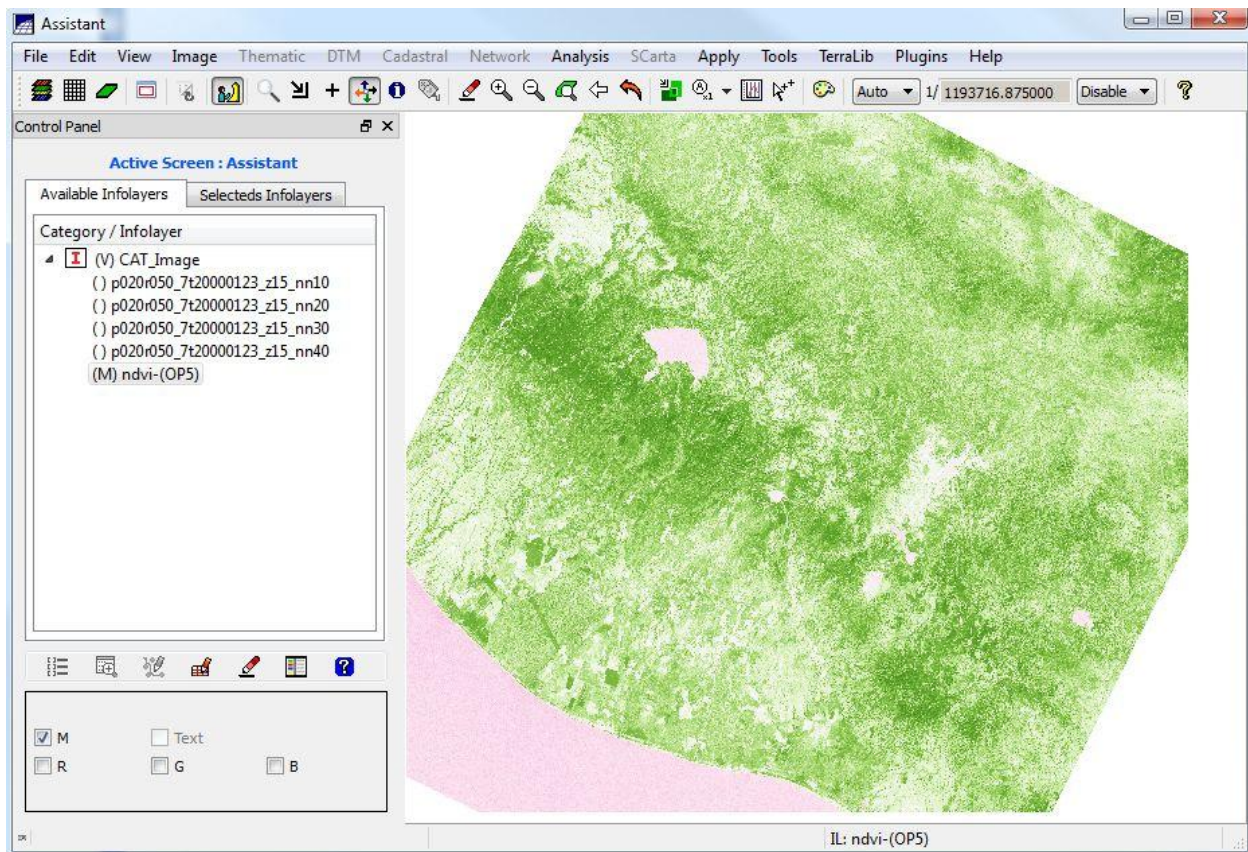 Assistant
File Edit View Image Thematic DTM Cadastral Network Analysis SCarta Apply Tools TerraLib Plugins Help
Auto 1/ 1193716.875000 Disable
Control Panel
Active Screen : Assistant
Available Infolayers Selecteds Infolayers
Category / Infolayer
I (V) CAT_Image
( ) p020r050_7t20000123_z15_nn10
( ) p020r050_7t20000123_z15_nn20
( ) p020r050_7t20000123_z15_nn30
( ) p020r050_7t20000123_z15_nn40
(M) ndvi-(OP5)
M Text
R G B
IL: ndvi-(OP5)